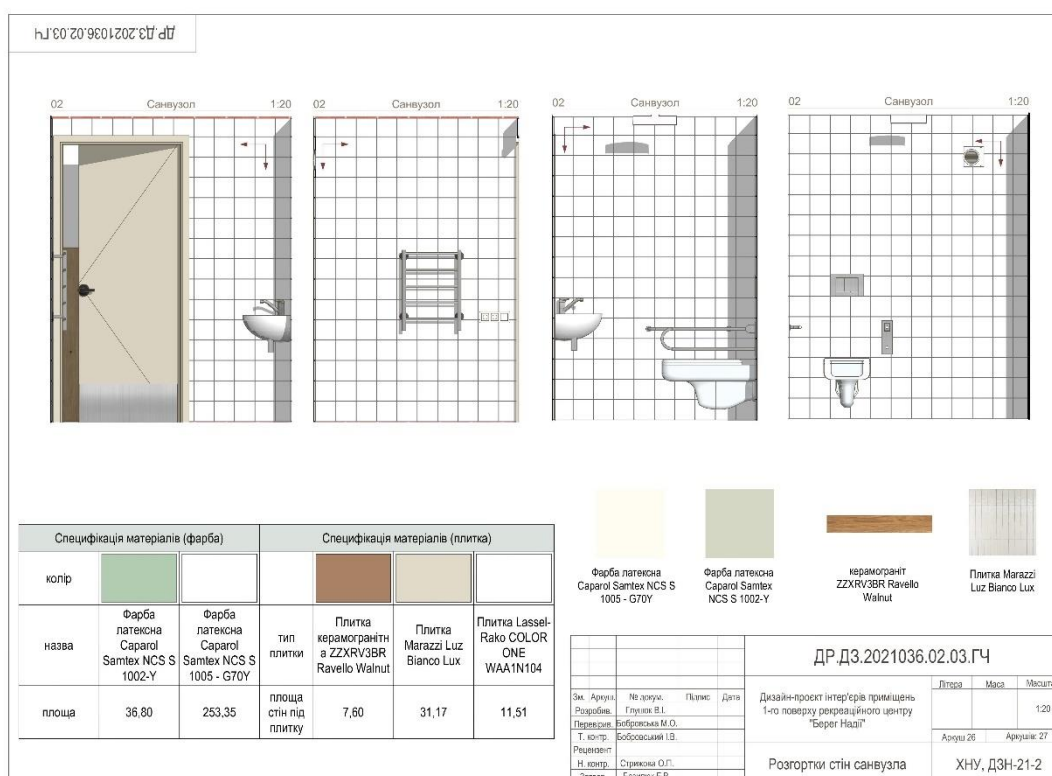 ДР.ДЗ.2021036.02.03.ГЧ
02 Санвузол 1:20
02 Санвузол 1:20
02 Санвузол 1:20
02 Санвузол 1:20
Специфікація матеріалів (фарба)
Специфікація матеріалів (плитка)
колір
назва
Фарба
латексна
Caparol
Samtex NCS S
1002-Y
Фарба
латексна
Caparol
Samtex NCS S
1005 - G70Y
тип
плитки
Плитка
керамогранітн
а ZZXRV3BR
Ravello Walnut
Плитка
Marazzi Luz
Bianco Lux
Плитка Lassel-
Rako COLOR
ONE
WAA1N104
площа
36,80
253,35
площа
стін під
плитку
7,60
31,17
11,51
Фарба латексна
Caparol Samtex NCS S
1005 - G70Y
Фарба латексна
Caparol Samtex
NCS S 1002-Y
керамограніт
ZZXRV3BR Ravello
Walnut
Плитка Marazzi
Luz Bianco Lux
ДР.ДЗ.2021036.02.03.ГЧ
Зм. Аркуш. № докум. Підпис Дата
Розробив. Глушок В.І.
Перевірив. Бобровська М.О.
Т. контр. Бобровський І.В.
Рецензент
Н. контр. Стрижова О.П.
Дизайн-проєкт інтер'єрів приміщень
1-го поверху рекреаційного центру
"Берег Надії"
Літера Маса Масшта
1:20
Аркуш 26 Аркушів: 27
Розгортки стін санвузла
ХНУ, ДЗН-21-2